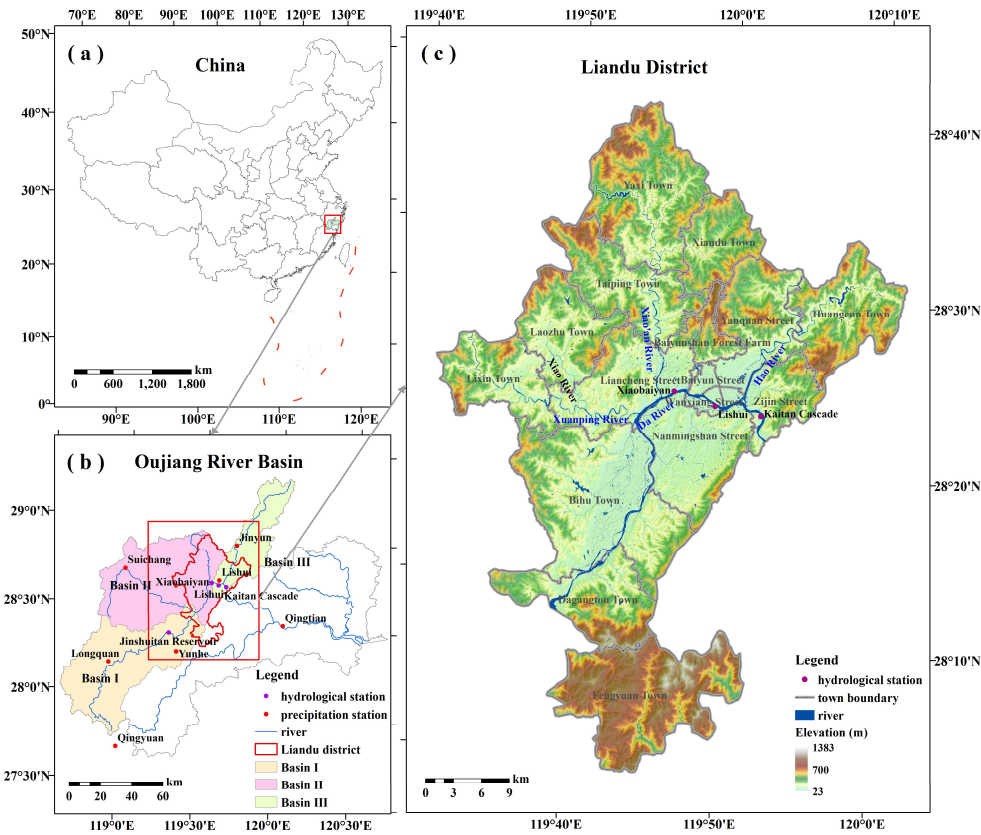 70°E 80°E 90°E 100°E 110°E 120°E 130°E
50°N
40°N
30°N
20°N
10°N
0°
( a )
China
km
0 600 1,200 1,800
90°E 100°E 110°E 120°E
( b )
Oujiang River Basin
29°0'N
28°30'N
28°0'N
27°30'N
Jinyun
Basin III
Suichang
Lishui
Xiaobaiyan
Basin II
Lishui
Kaitan Cascade
Qingtian
Jinshuitan Reservoir
Longquan
Yunhe
Basin I
Qingyuan
Legend
hydrological station
precipitation station
river
Liandu district
Basin I
Basin II
Basin III
km
0 20 40 60
119°0'E 119°30'E 120°0'E 120°30'E
119°40'E 119°50'E 120°0'E 120°10'E
( c )
Liandu District
28°40'N
28°30'N
28°20'N
28°10'N
Yaxi Town
Xiandu Town
Taiping Town
Huangcun Town
Yanquan Street
Laozhu Town
Xiao'an River
Baiyunshan Forest Farm
Hao River
Lixin Town
Xiao River
Liancheng Street
Baiyun Street
Xiaobaiyan
Wanxiang Street
Zijin Street
Xuanping River
Da River
Lishui
Kaitan Cascade
Nanmingshan Street
Bihu Town
Dagangtou Town
Fengyuan Town
Legend
hydrological station
town boundary
river
Elevation (m)
1383
700
23
km
0 3 6 9
119°40'E 119°50'E 120°0'E